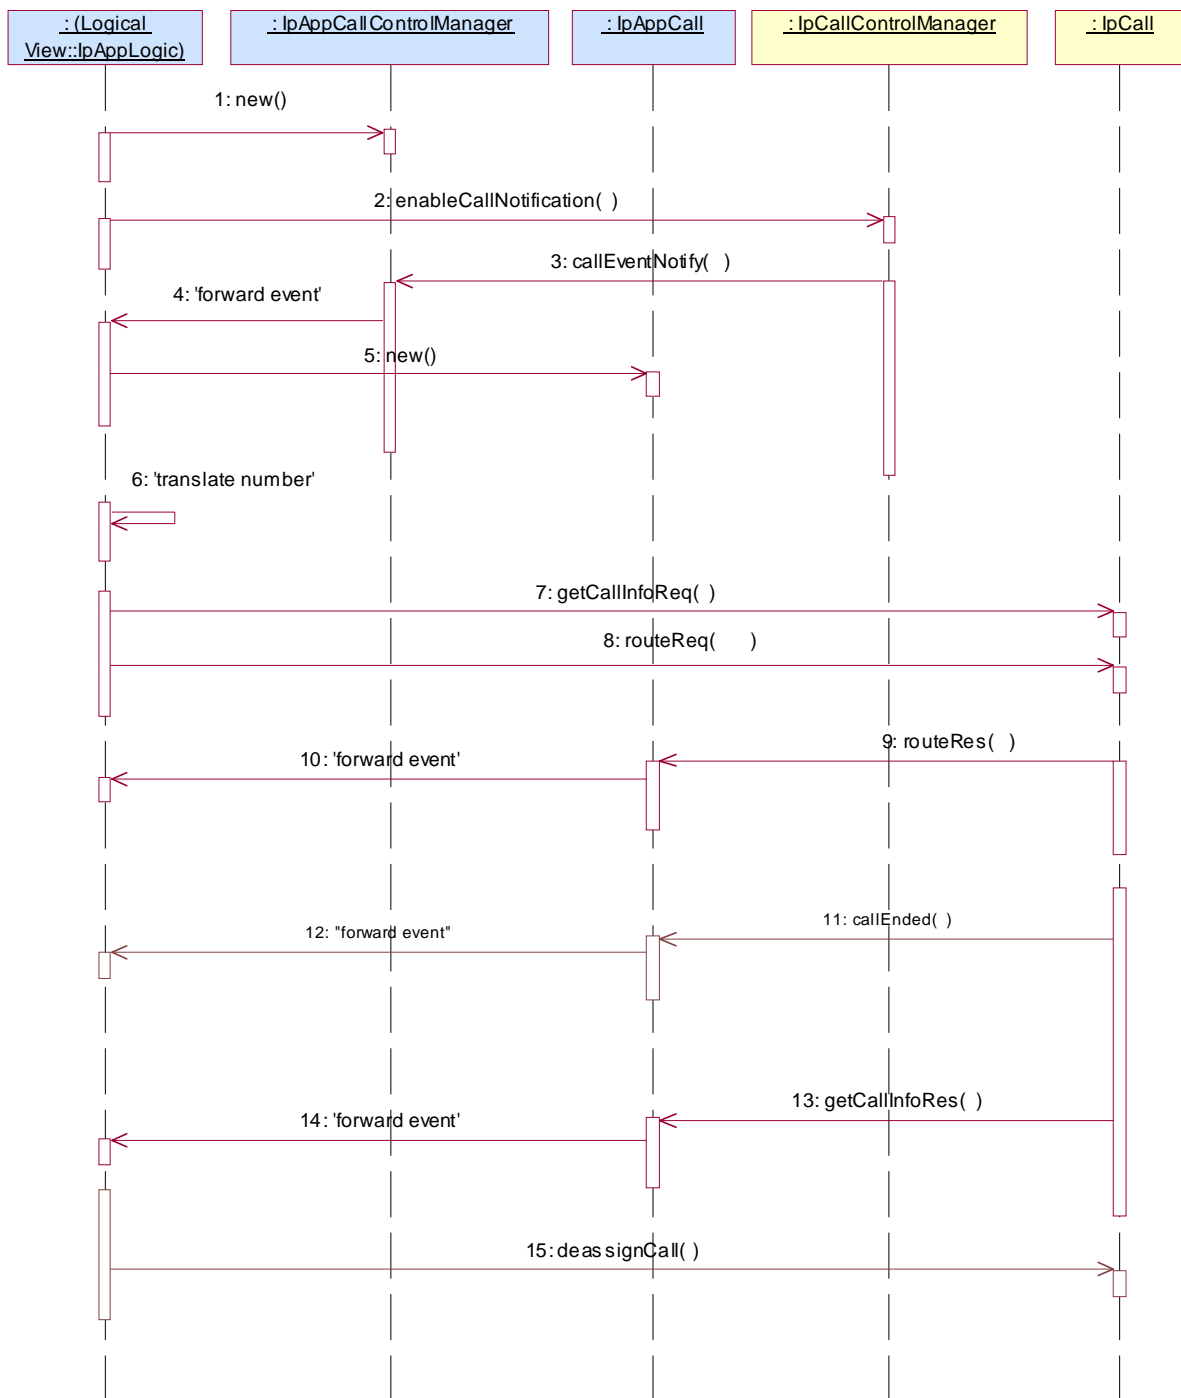 : (Logical
View::IpAppLogic)
: IpAppCallControlManager
: IpAppCall
: IpCallControlManager
: IpCall
1: new()
2: enableCallNotification( )
3: callEventNotify( )
4: 'forward event'
5: new()
6: 'translate number'
7: getCallInfoReq( )
8: routeReq( )
9: routeRes( )
10: 'forward event'
11: callEnded( )
12: "forward event"
13: getCallInfoRes( )
14: 'forward event'
15: deassignCall( )